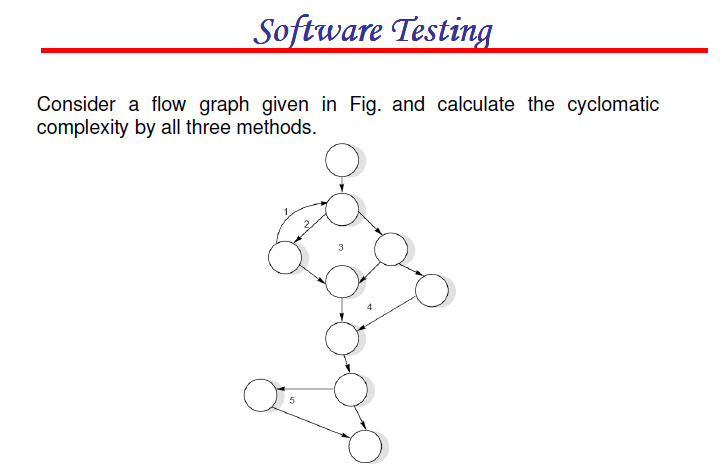 Software Testing
Consider a flow graph given in Fig. and calculate the cyclomatic
complexity by all three methods.
1
2
3
4
5